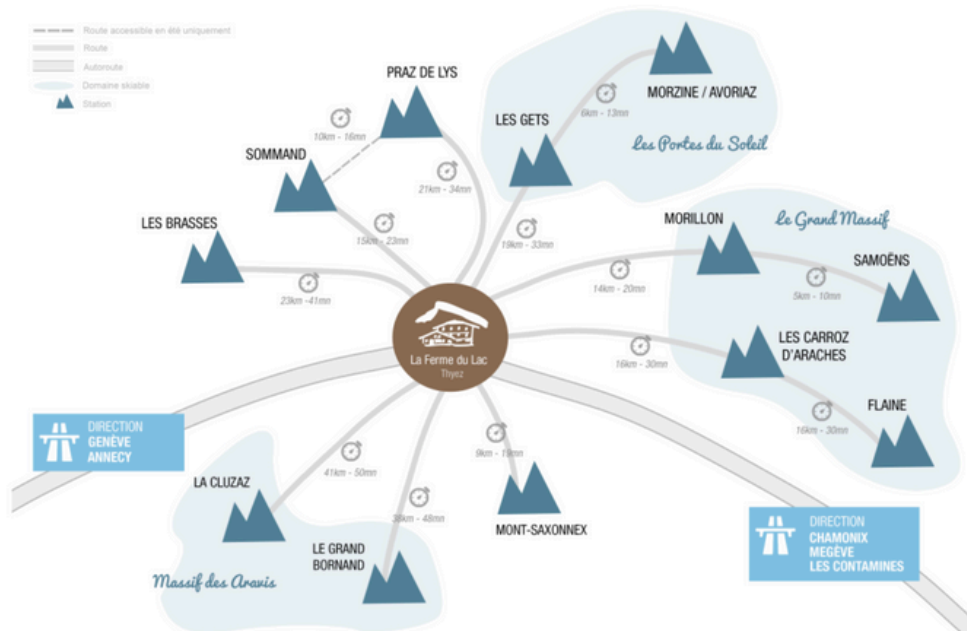 Route accessible en été uniquement
Route
Autoroute
Domaine skiable
Station
PRAZ DE LYS
MORZINE / AVORIAZ
10km - 16mn
6km - 13mn
LES GETS
Les Portes du Soleil
SOMMAND
21km - 34mn
15km - 23mn
LES BRASSES
19km - 33mn
MORILLON
Le Grand Massif
SAMOËNS
23km -41mn
14km - 20mn
5km - 10mn
La Ferme du Lac
Thyez
LES CARROZ
D'ARACHES
16km - 30mn
FLAINE
16km - 30mn
DIRECTION
GENÈVE
ANNECY
9km - 19mn
41km - 50mn
LA CLUZAZ
38km - 48mn
MONT-SAXONNEX
LE GRAND
BORNAND
Massif des Aravis
DIRECTION
CHAMONIX
MEGÈVE
LES CONTAMINES